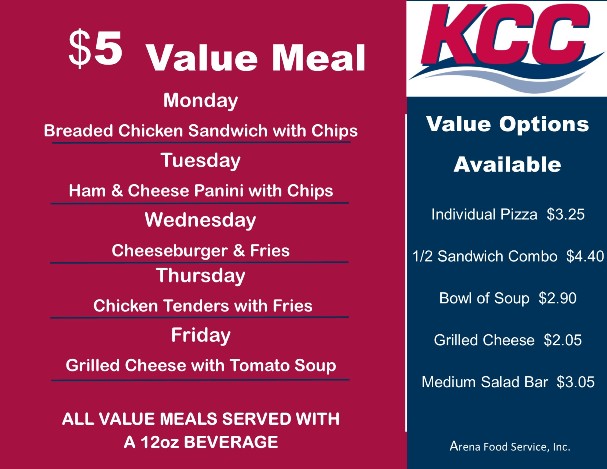 $5 Value Meal
Monday
Breaded Chicken Sandwich with Chips
Tuesday
Ham & Cheese Panini with Chips
Wednesday
Cheeseburger & Fries
Thursday
Chicken Tenders with Fries
Friday
Grilled Cheese with Tomato Soup
ALL VALUE MEALS SERVED WITH
A 12oz BEVERAGE
KCC
Value Options
Available
Individual Pizza $3.25
1/2 Sandwich Combo $4.40
Bowl of Soup $2.90
Grilled Cheese $2.05
Medium Salad Bar $3.05
Arena Food Service, Inc.